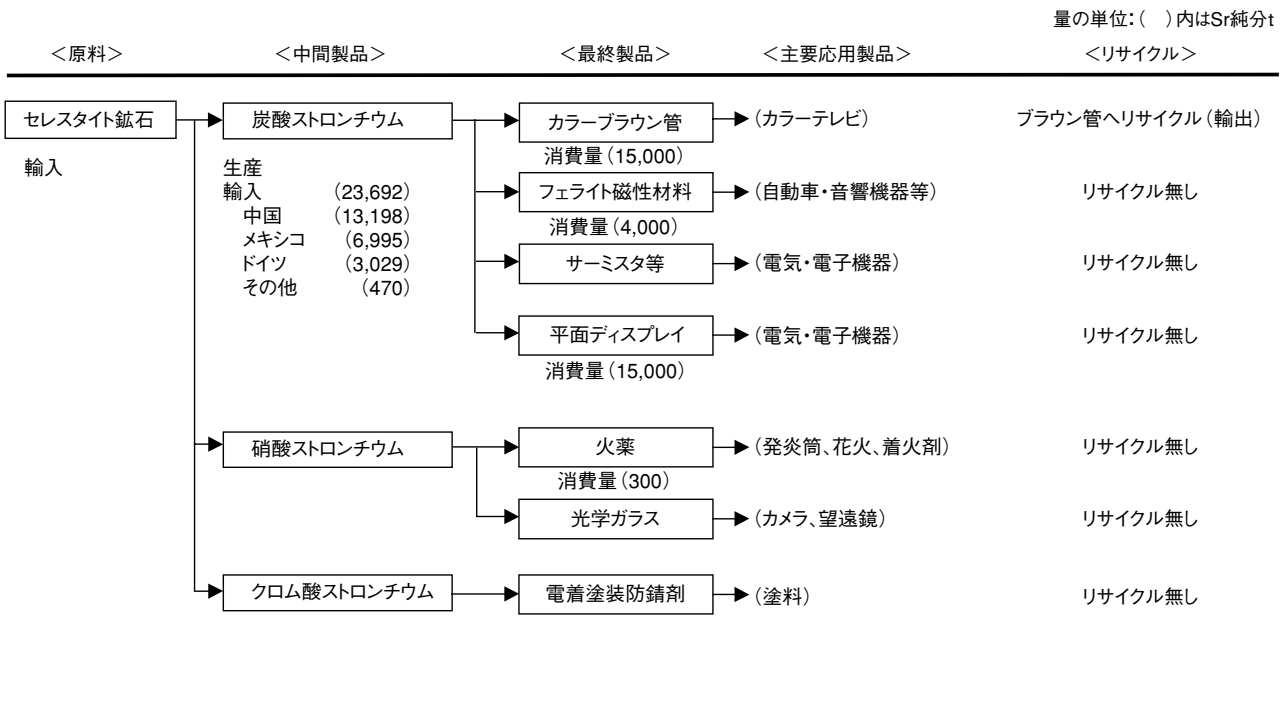 量の単位：（　）内はSr純分t
＜原料＞　＜中間製品＞　＜最終製品＞　＜主要応用製品＞　＜リサイクル＞
セレスタイト鉱石　炭酸ストロンチウム　カラーブラウン管　（カラーテレビ）　ブラウン管へリサイクル（輸出）
消費量（15,000）
輸入　生産
輸入　（23,692）　フェライト磁性材料　（自動車・音響機器等）　リサイクル無し
中国　（13,198）　消費量（4,000）
メキシコ　（6,995）
ドイツ　（3,029）　サーミスタ等　（電気・電子機器）　リサイクル無し
その他　（470）
平面ディスプレイ　（電気・電子機器）　リサイクル無し
消費量（15,000）
硝酸ストロンチウム　火薬　（発炎筒、花火、着火剤）　リサイクル無し
消費量（300）
光学ガラス　（カメラ、望遠鏡）　リサイクル無し
クロム酸ストロンチウム　電着塗装防錆剤　（塗料）　リサイクル無し